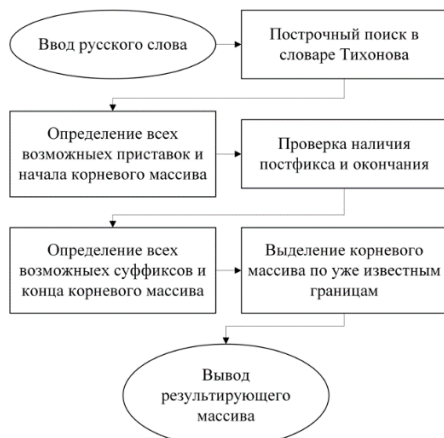 Ввод русского слова
Построчный поиск в
словаре Тихонова
Определение всех
возможных приставок и
начала корневого массива
Проверка наличия
постфикса и окончания
Определение всех
возможных суффиксов и
конца корневого массива
Выделение корневого
массива по уже известным
границам
Вывод
результирующего
массива